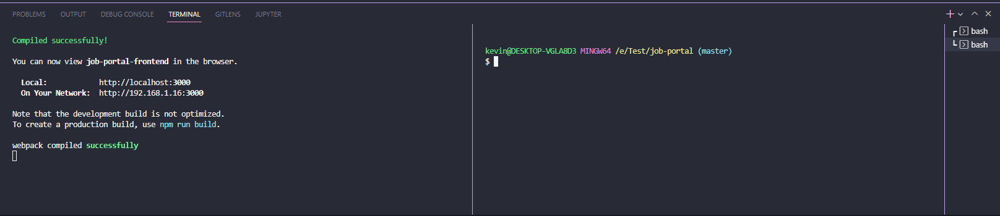 PROBLEMS OUTPUT DEBUG CONSOLE TERMINAL GITLENS JUPYTER
Compiled successfully!
You can now view job-portal-frontend in the browser.
Local: http://localhost:3000
On Your Network: http://192.168.1.16:3000
Note that the development build is not optimized.
To create a production build, use npm run build.
webpack compiled successfully
kevin@DESKTOP-VGLA8D3 MINGW64 /e/Test/job-portal (master)
$
bash
bash